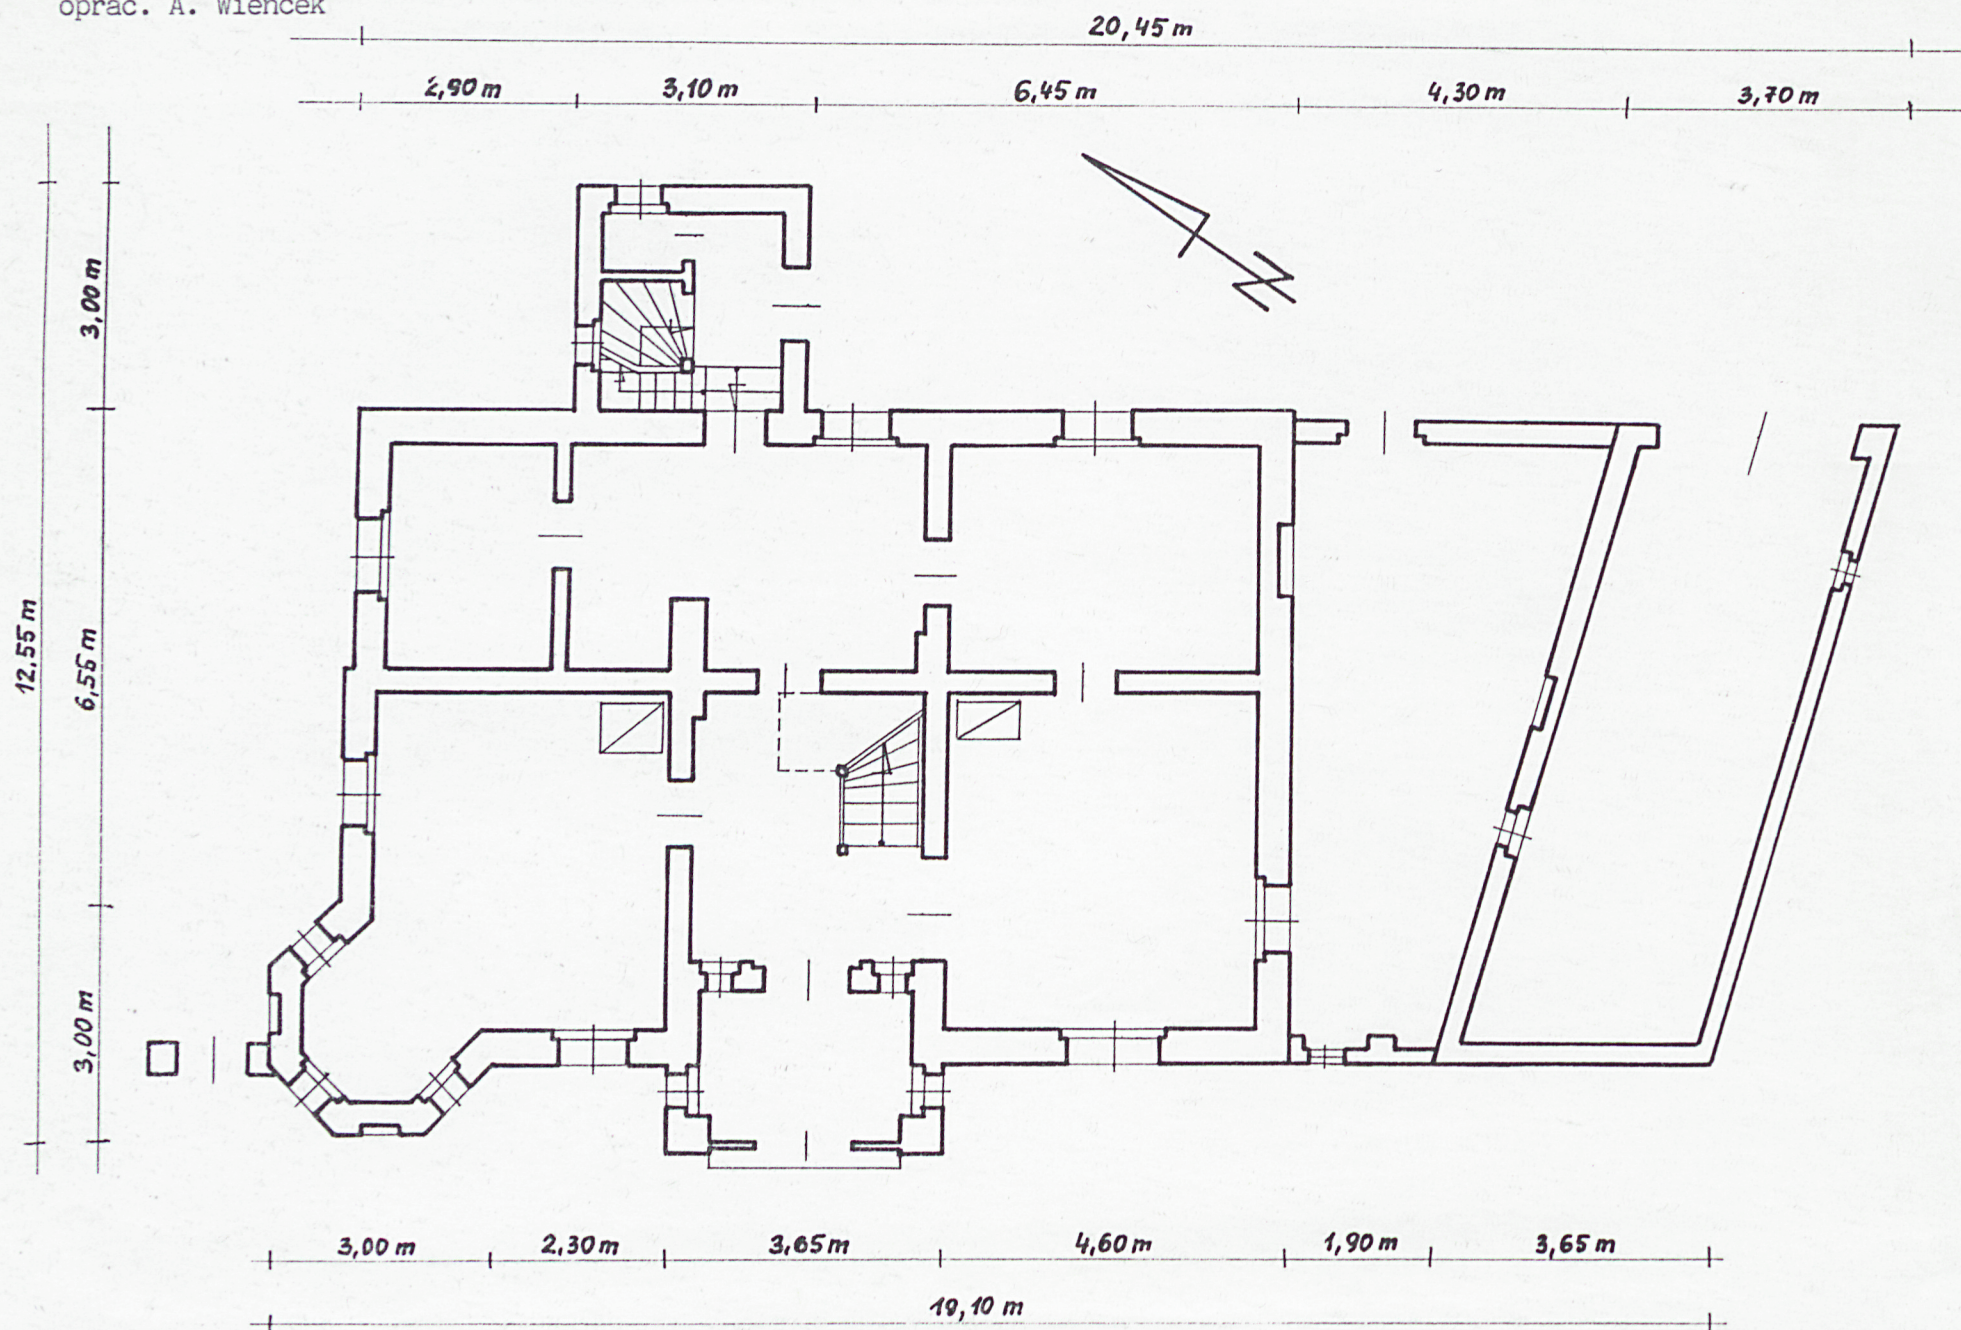 oprac. A. Wiencek
20,45 m
2,90 m 3,10 m 6,45 m 4,30 m 3,70 m
N
3,00 m
6,55 m
12,55 m
3,00 m
3,00 m 2,30 m 3,65 m 4,60 m 1,90 m 3,65 m
19,10 m